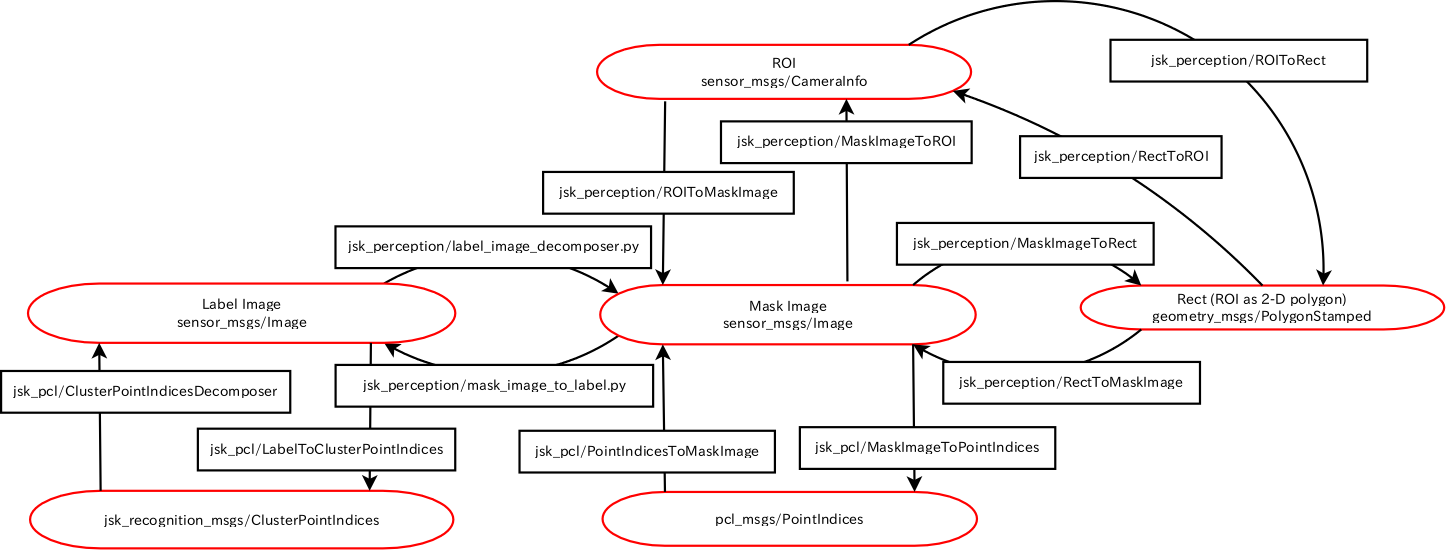 jsk_perception/ROIToRect
ROI
sensor_msgs/CameraInfo
jsk_perception/MaskImageToROI
jsk_perception/RectToROI
jsk_perception/ROIToMaskImage
jsk_perception/label_image_decomposer.py
jsk_perception/MaskImageToRect
Label Image
sensor_msgs/Image
Mask Image
sensor_msgs/Image
Rect (ROI as 2-D polygon)
geometry_msgs/PolygonStamped
jsk_pcl/ClusterPointIndicesDecomposer
jsk_perception/mask_image_to_label.py
jsk_perception/RectToMaskImage
jsk_pcl/LabelToClusterPointIndices
jsk_pcl/PointIndicesToMaskImage
jsk_pcl/MaskImageToPointIndices
jsk_recognition_msgs/ClusterPointIndices
pcl_msgs/PointIndices